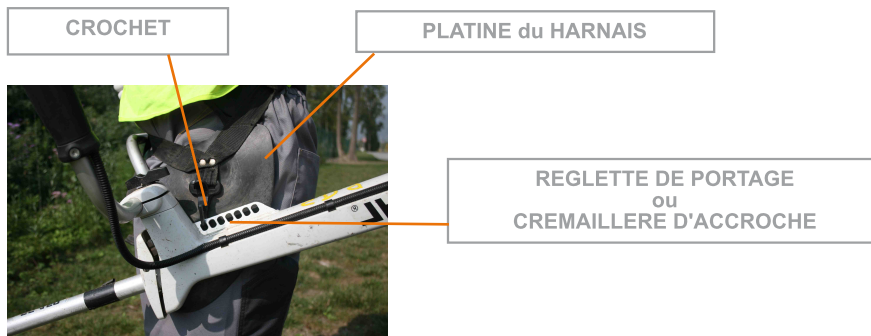 CROCHET
PLATINE du HARNAIS
REGLETTE DE PORTAGE
ou
CREMAILLERE D'ACCROCHE